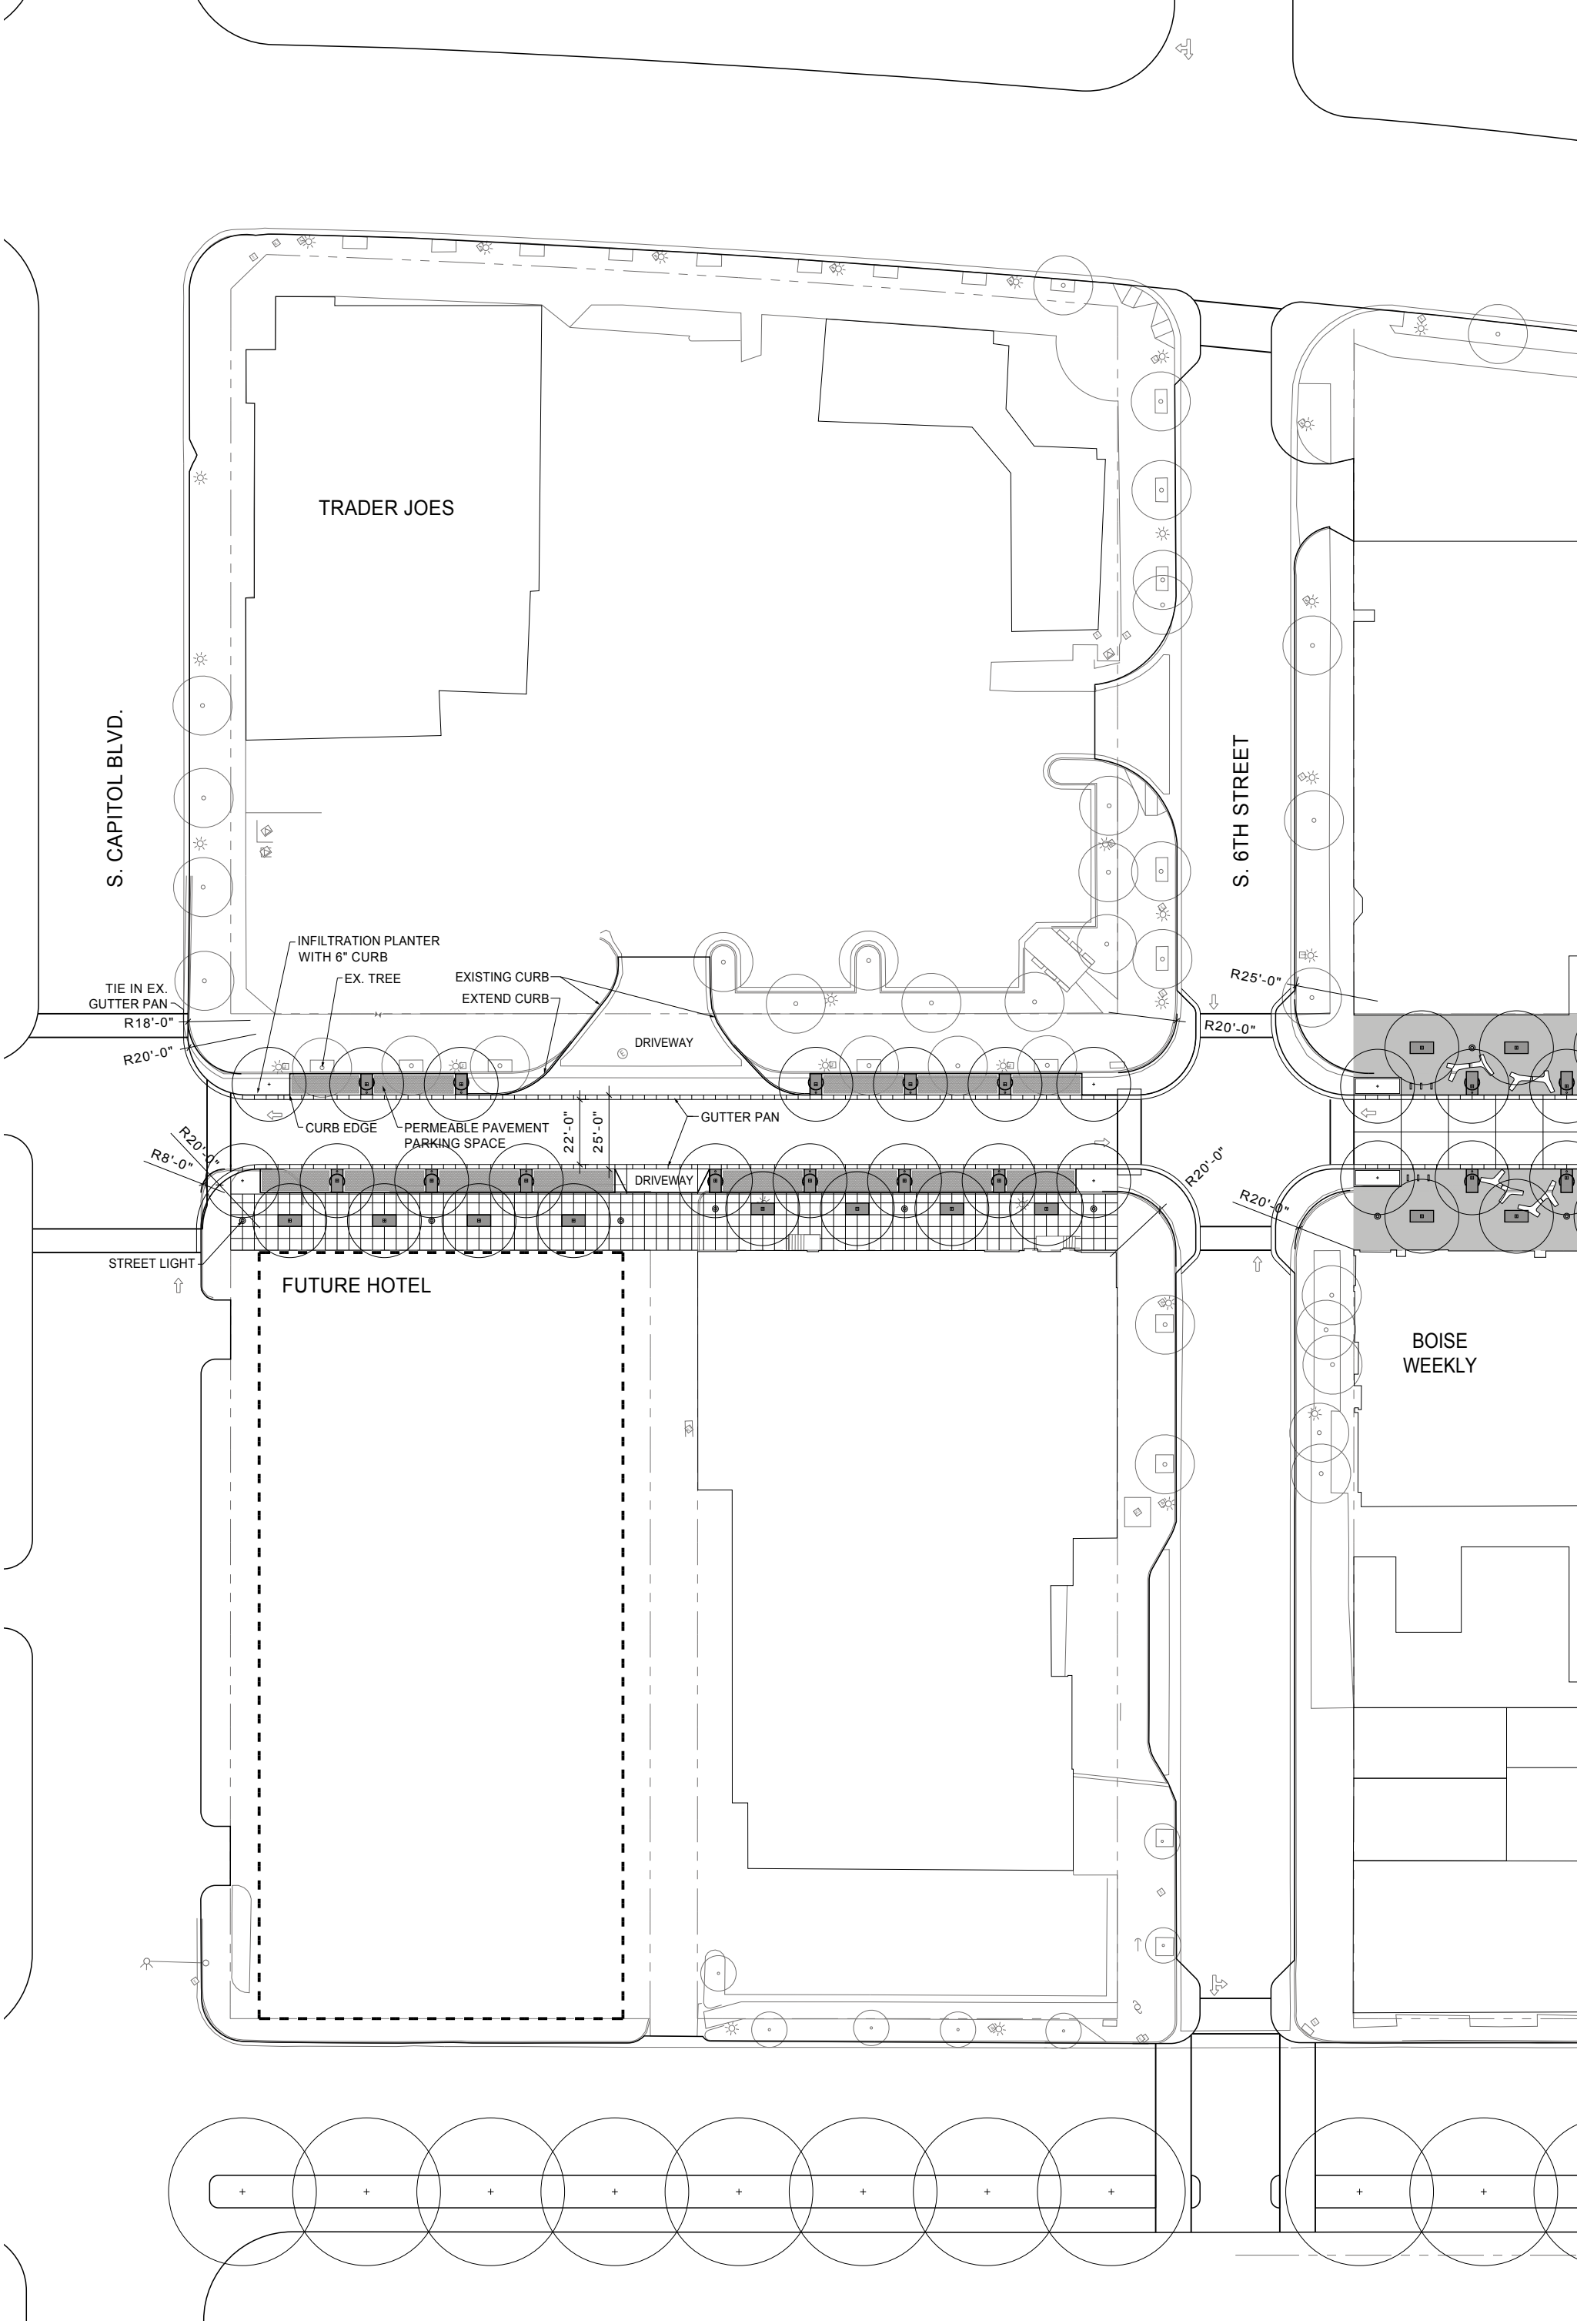 TRADER JOES
S. CAPITOL BLVD.
S. 6TH STREET
INFILTRATION PLANTER
WITH 6" CURB
EX. TREE
EXISTING CURB
EXTEND CURB
TIE IN EX.
GUTTER PAN
R18'-0"
R20'-0"
DRIVEWAY
R25'-0"
R20'-0"
CURB EDGE
PERMEABLE PAVEMENT
PARKING SPACE
22'-0"
25'-0"
GUTTER PAN
R20'-0"
R8'-0"
DRIVEWAY
R20'-0"
R20'-0"
STREET LIGHT
FUTURE HOTEL
BOISE
WEEKLY